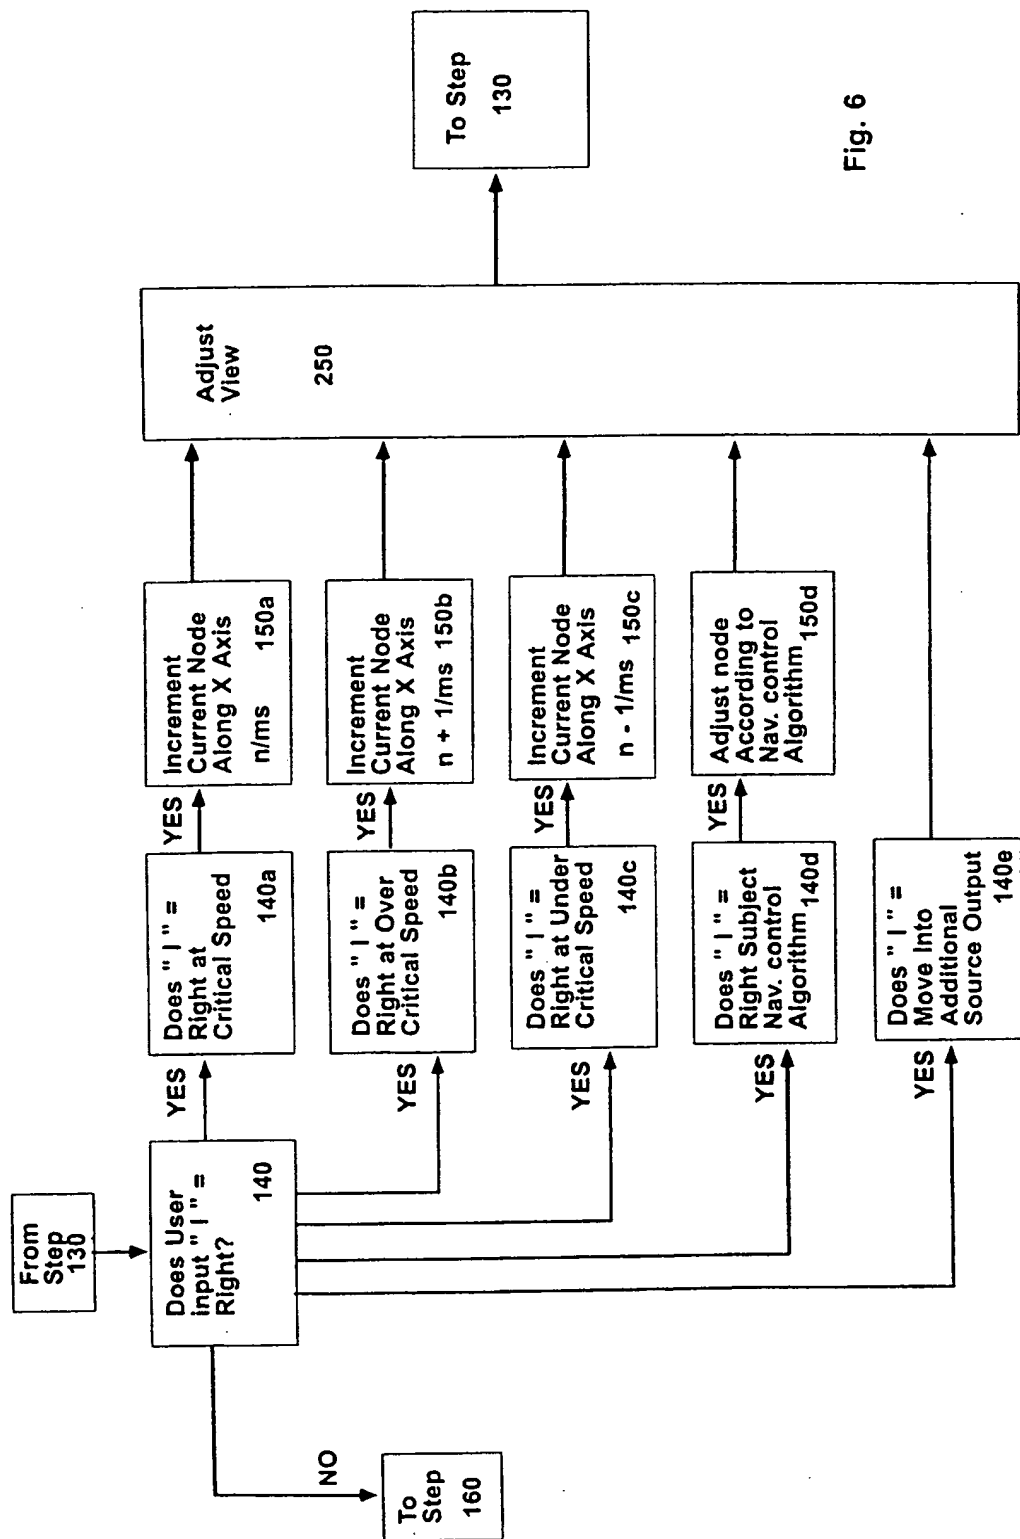 From
Step
130
Does User
input " I " =
Right?
140
NO
To
Step
160
YES
Does " I " =
Right at
Critical Speed
140a
YES
Increment
Current Node
Along X Axis
n/ms 150a
YES
Does " I " =
Right at Over
Critical Speed
140b
YES
Increment
Current Node
Along X Axis
n + 1/ms 150b
YES
Does " I " =
Right at Under
Critical Speed
140c
YES
Increment
Current Node
Along X Axis
n - 1/ms 150c
YES
Does " I " =
Right Subject
Nav. control
Algorithm 140d
YES
Adjust node
According to
Nav. control
Algorithm 150d
YES
Does " I " =
Move Into
Additional
Source Output
140e
Adjust
View
250
To Step
130
Fig. 6